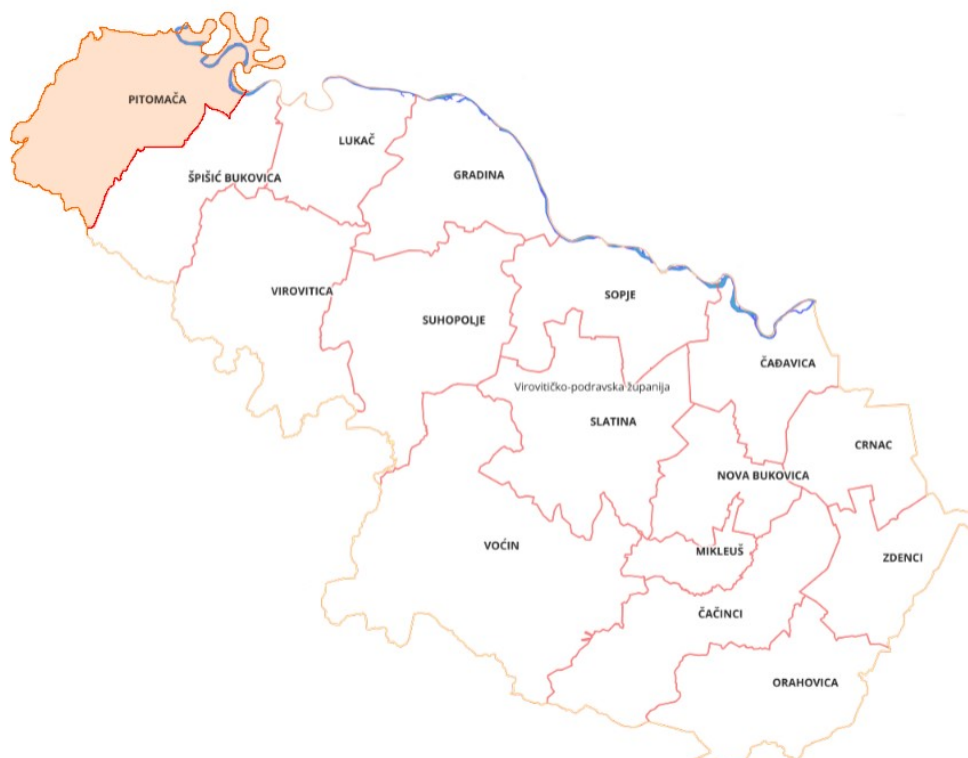 PITOMAČA
LUKAČ
ŠPIŠIĆ BUKOVICA
GRADINA
VIROVITICA
SOPJE
SUHOPOLJE
ČAĐAVICA
Virovitičko-podravska županija
SLATINA
CRNAC
NOVA BUKOVICA
VOĆIN
MIKLEUŠ
ZDENCI
ČAČINCI
ORAHOVICA